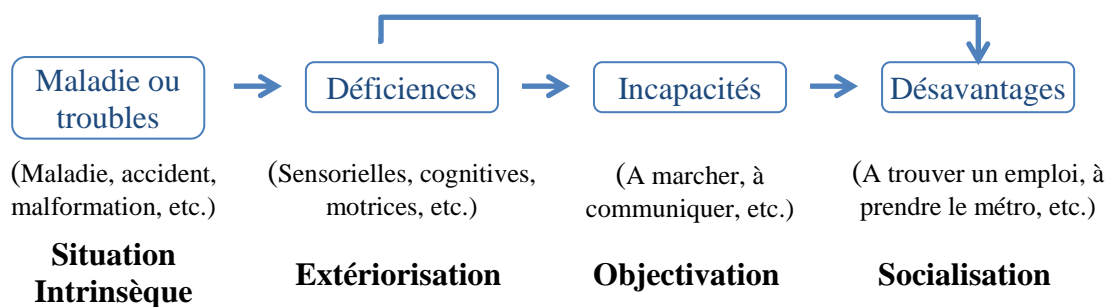 Maladie ou
troubles
Déficiences
Incapacités
Désavantages
(Maladie, accident,
malformation, etc.)
(Sensorielles, cognitives,
motrices, etc.)
(A marcher, à
communiquer, etc.)
(A trouver un emploi, à
prendre le métro, etc.)
Situation
Intrinsèque
Extériorisation
Objectivation
Socialisation